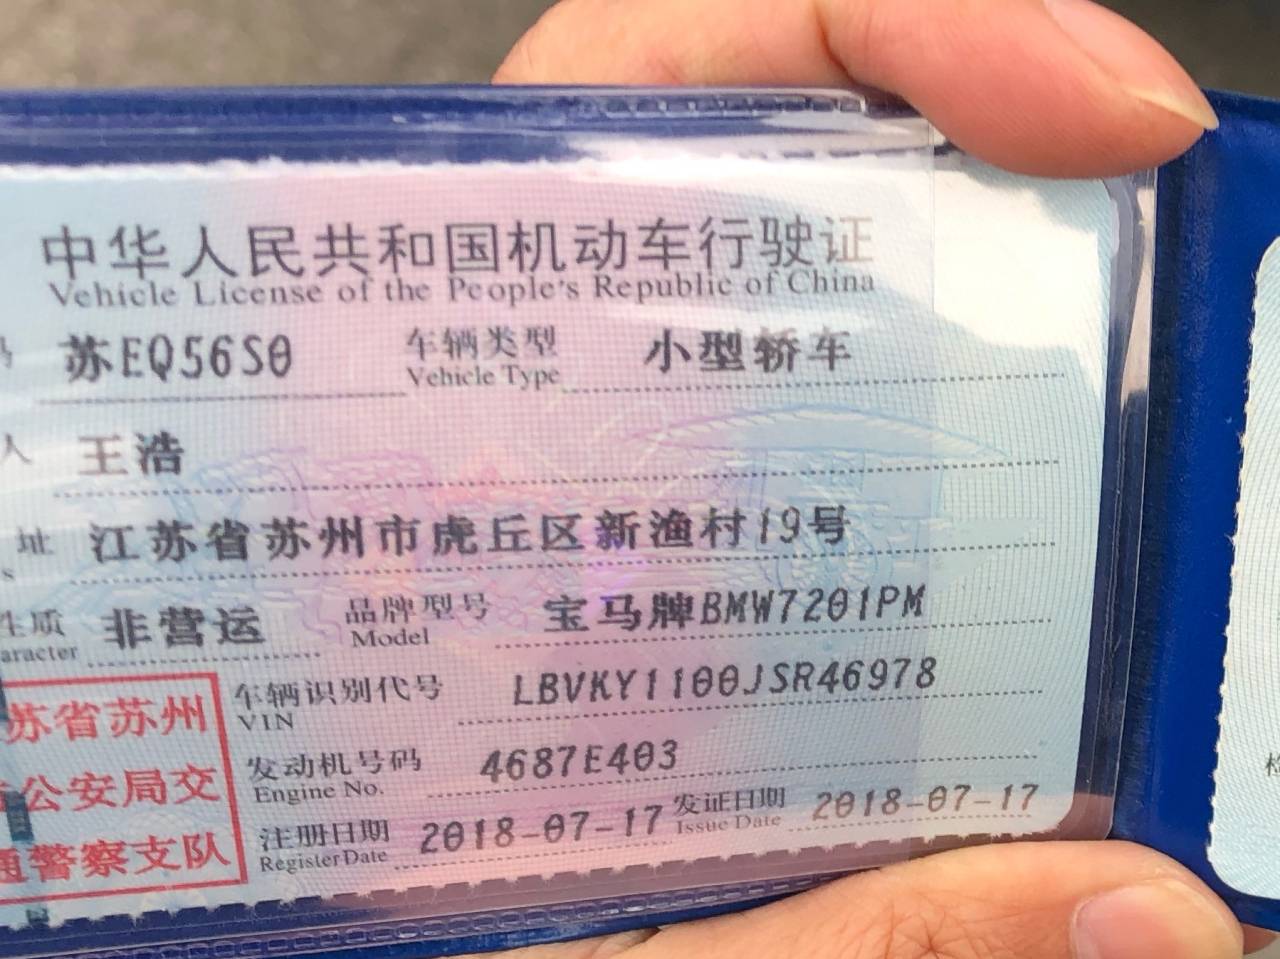 中华人民共和国机动车行驶证
Vehicle License of the People's Republic of China
苏EQ56S0 车辆类型 小型轿车
Vehicle Type
人 王浩
址 江苏省苏州市虎丘区新渔村19号
s
性质 非营运 品牌型号 宝马牌BMW7201PM
aracter Model
车辆识别代号 LBVKY1100JSR46978
VIN
发动机号码 4687E403
Engine No.
注册日期 2018-07-17 发证日期 2018-07-17
Register Date Issue Date
苏省苏州
公安局交
通警察支队